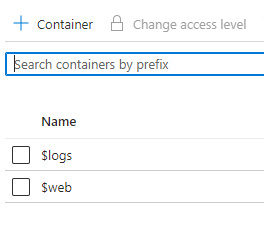 Container Change access level
Search containers by prefix
Name
$logs
$web